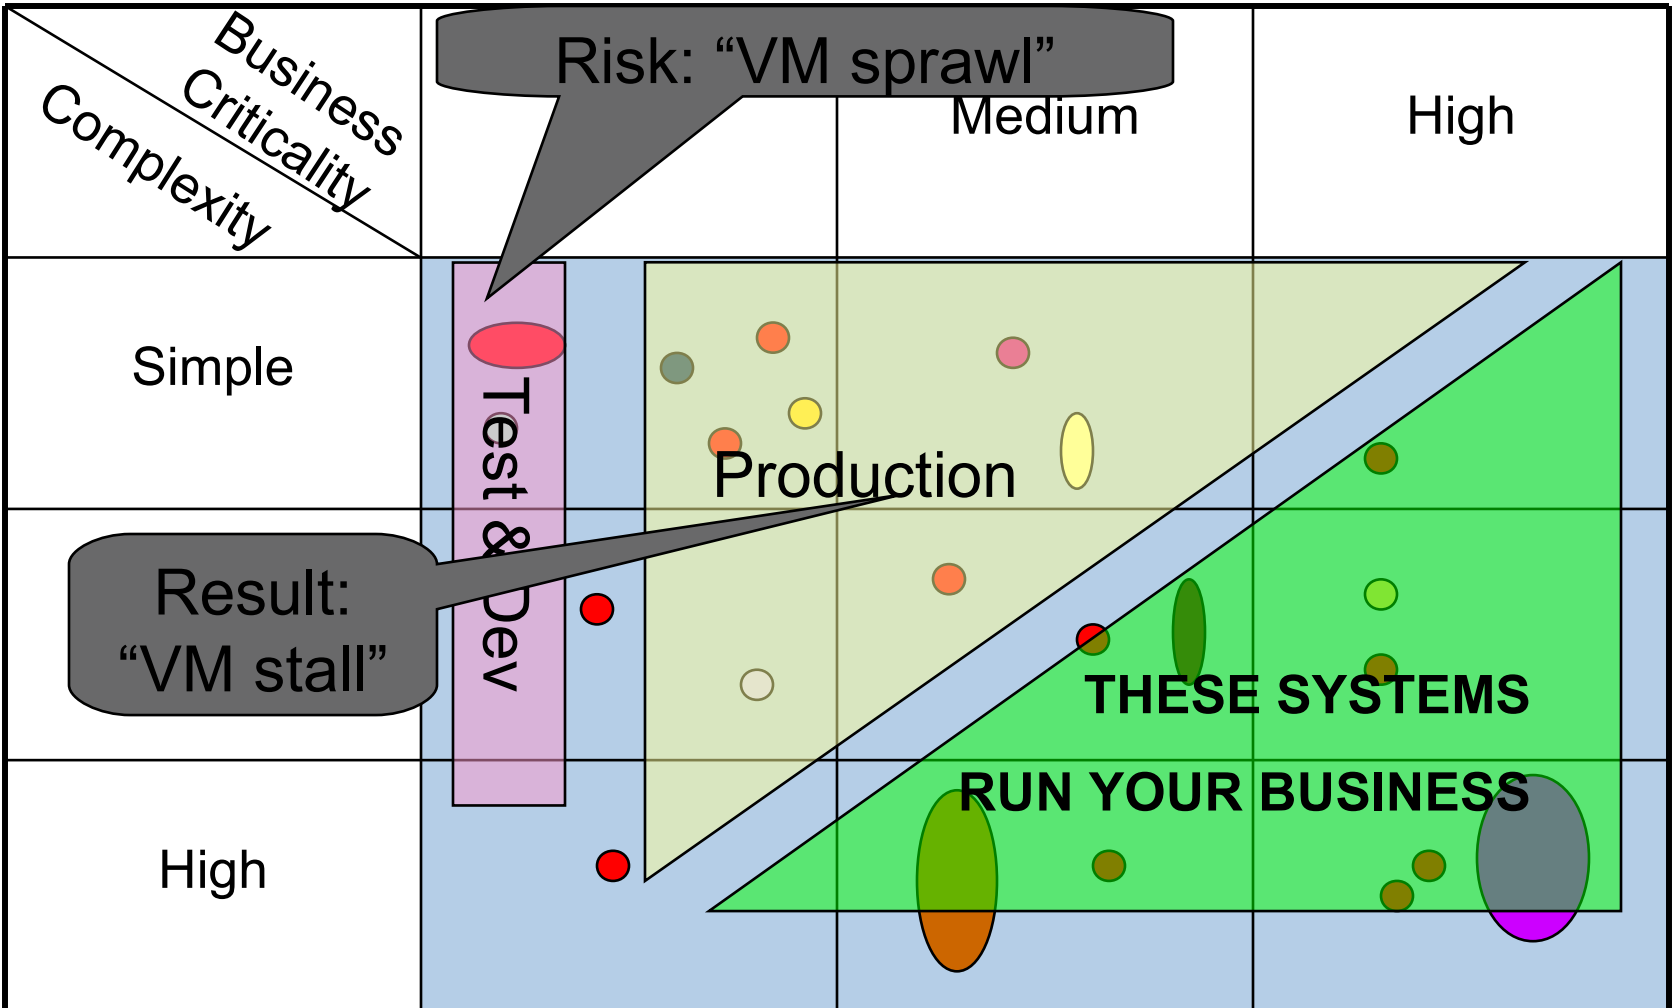 Business
Criticality
Complexity
Risk: “VM sprawl”
Medium
High
Simple
Test & Dev
Production
Result:
“VM stall”
THESE SYSTEMS
RUN YOUR BUSINESS
High